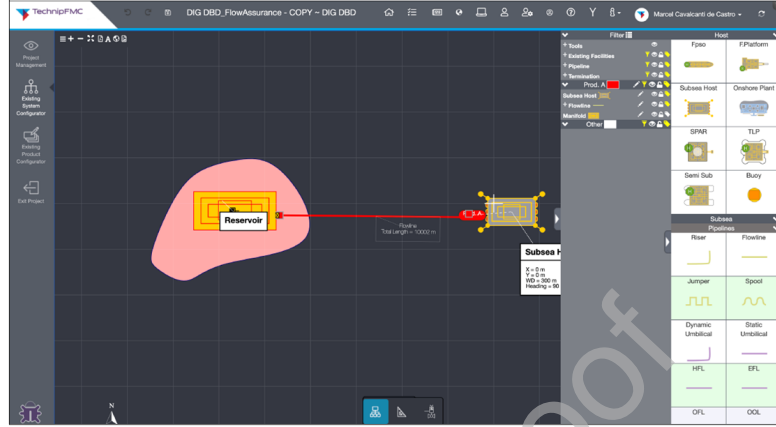 TechnipFMC
DIG DBD_FlowAssurance - COPY ~ DIG DBD
Marcel Cavalcanti de Castro
Project
Management
Existing
System
Configurator
Existing
Product
Configurator
Exit Project
Reservoir
Flowline
Total Length = 10002 m
Subsea H
X = 0 m
Y = 0 m
WD = 300 m
Heading = 90
N
Filter
+ Tools
+ Existing Facilities
+ Pipeline
+ Termination
Prod. A
Subsea Host
+ Flowline
Manifold
Other
Host
Fpso
F.Platform
Subsea Host
Onshore Plant
SPAR
TLP
Semi Sub
Buoy
Subsea
Pipelines
Riser
Flowline
Jumper
Spool
Dynamic
Umbilical
Static
Umbilical
HFL
EFL
OFL
OOL